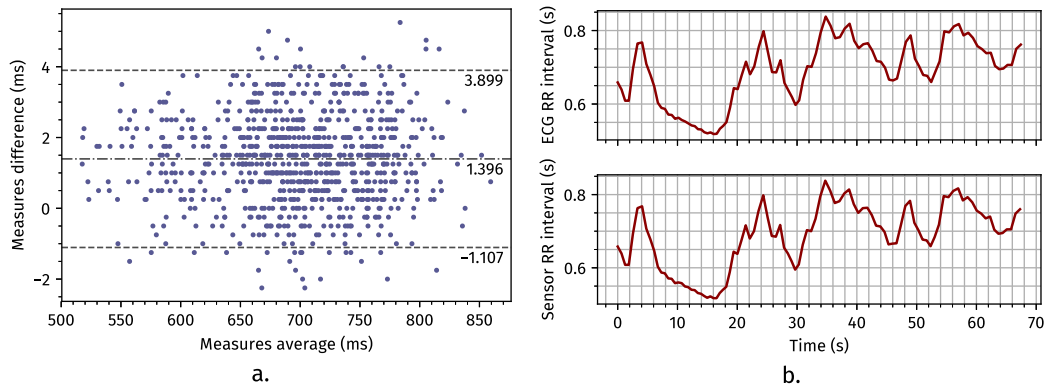 4
2
0
−2
Measures difference (ms)
3.899
1.396
−1.107
500 550 600 650 700 750 800 850
Measures average (ms)
a.
0.8
0.6
ECG RR interval (s)
0.8
0.6
Sensor RR interval (s)
0 10 20 30 40 50 60 70
Time (s)
b.